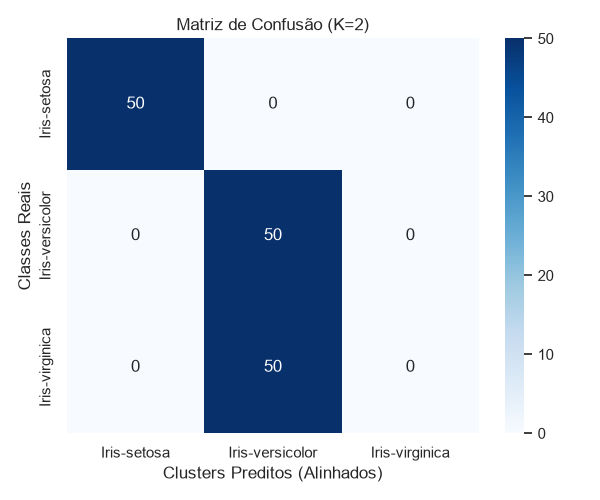 Matriz de Confusão (K=2)
Classes Reais
Iris-setosa
50 0 0
Iris-versicolor
0 50 0
Iris-virginica
0 50 0
Iris-setosa Iris-versicolor Iris-virginica
Clusters Preditos (Alinhados)
50
40
30
20
10
0